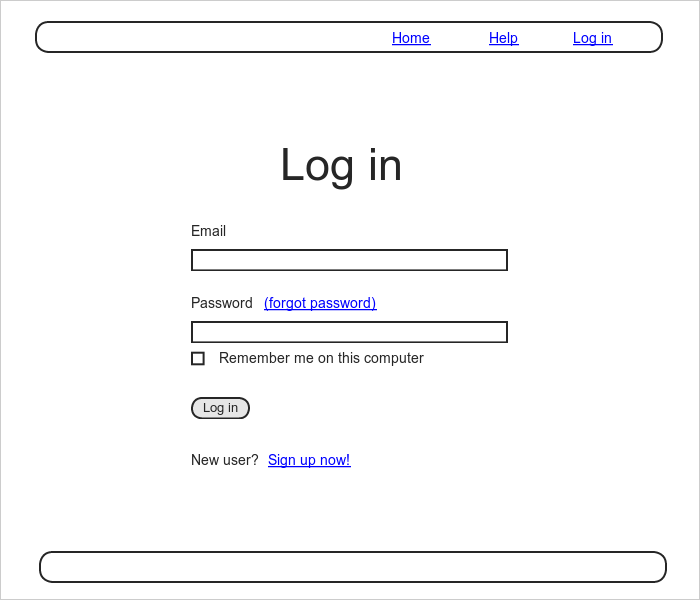 Home Help Log in
Log in
Email
Password (forgot password)
Remember me on this computer
Log in
New user? Sign up now!